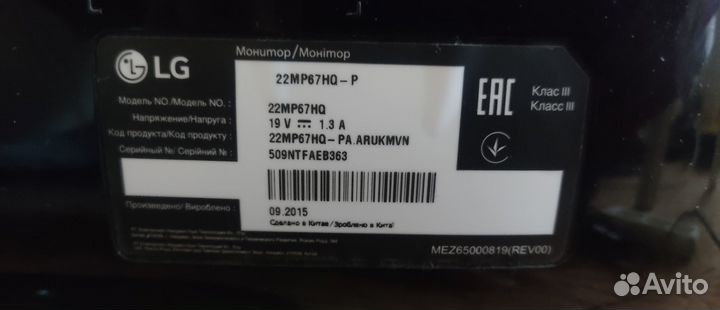 LG
Монитор/Монітор
22MP67HQ-P
Модель NO./Модель NO.: 22MP67HQ
Напряжение/Напруга: 19 V ⎓ 1.3 A
Код продукта/Код продукту: 22MP67HQ-PA.ARUKMVN
Серийный №/ Серійний №: 509NTFAEB363
EAC
Клас III
Класс III
Произведено/ Вироблено: 09.2015
Сделано в Китае/Зроблено в Китаї
MEZ65000819(REV00)
Avito